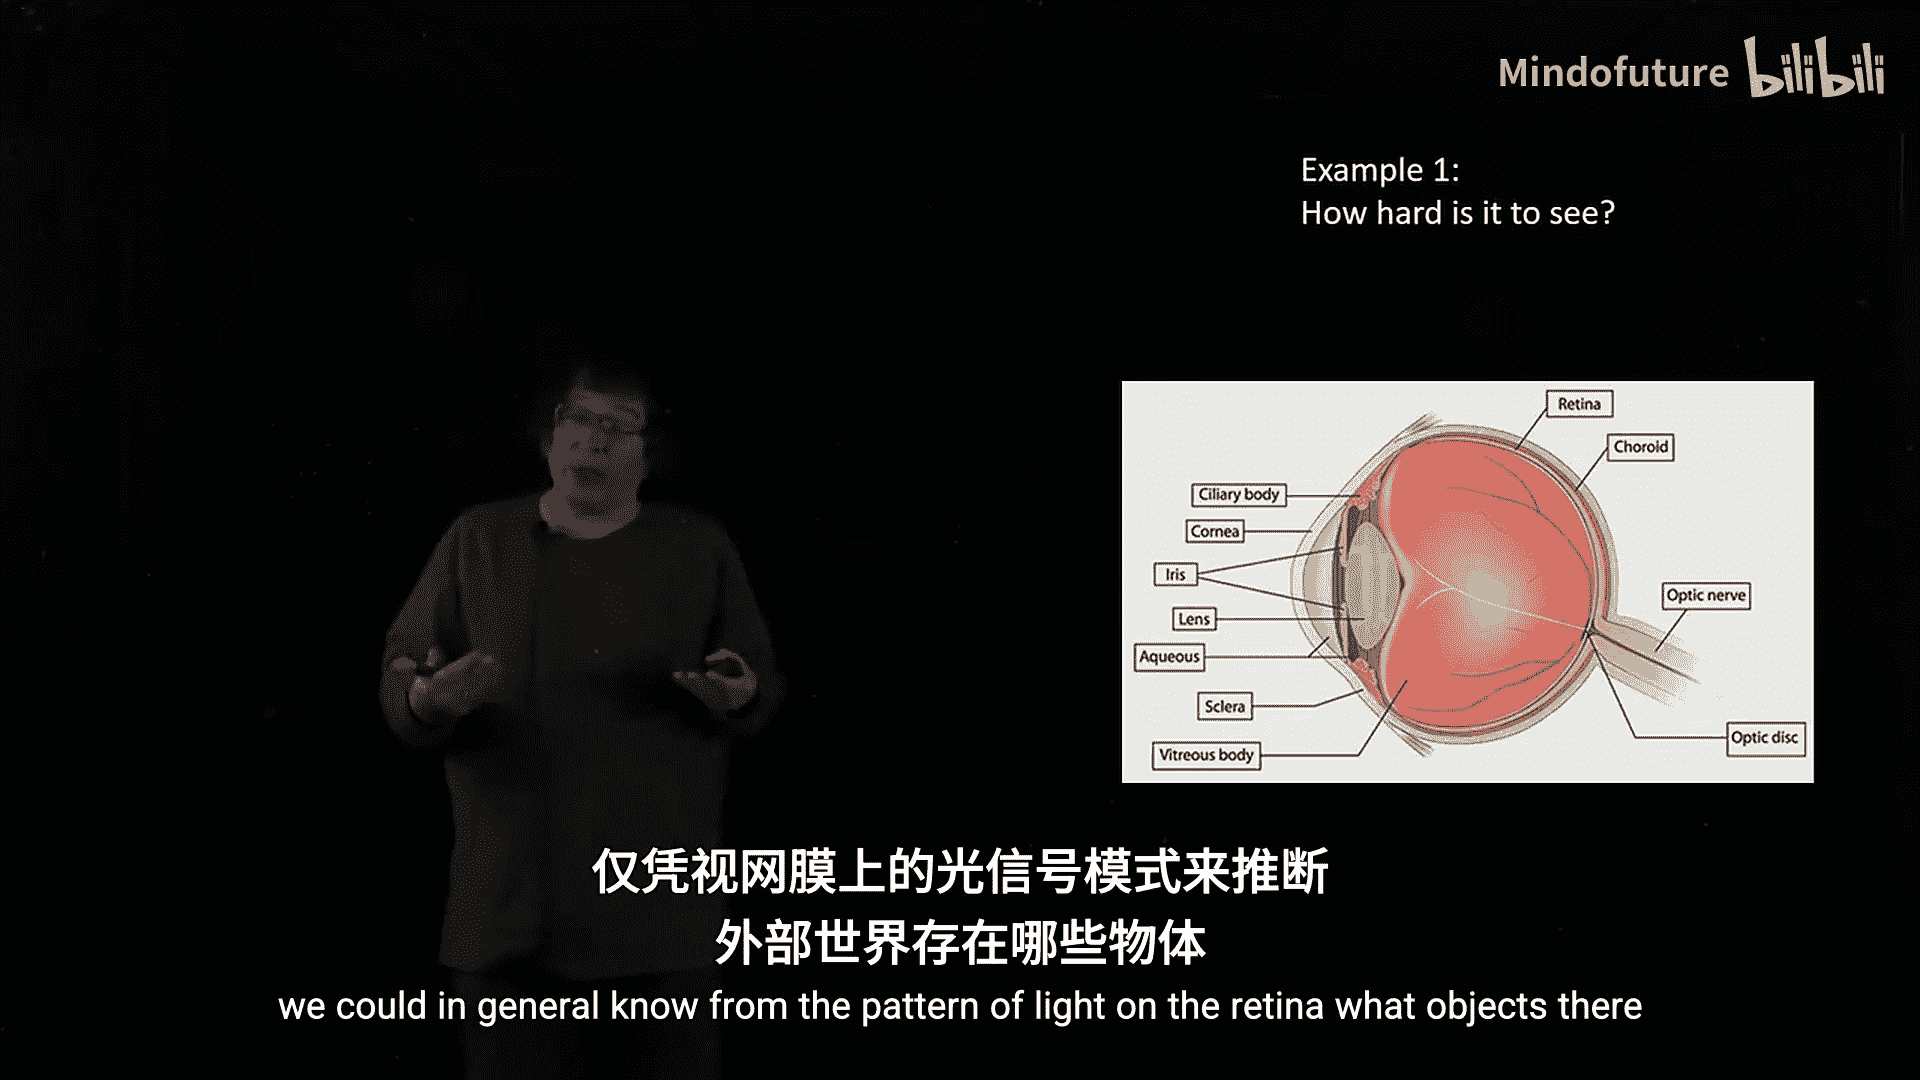 Mindofuture bilibili
Example 1:
How hard is it to see?
Retina
Choroid
Ciliary body
Cornea
Iris
Optic nerve
Lens
Aqueous
Sclera
Optic disc
Vitreous body
仅凭视网膜上的光信号模式来推断
外部世界存在哪些物体
we could in general know from the pattern of light on the retina what objects there